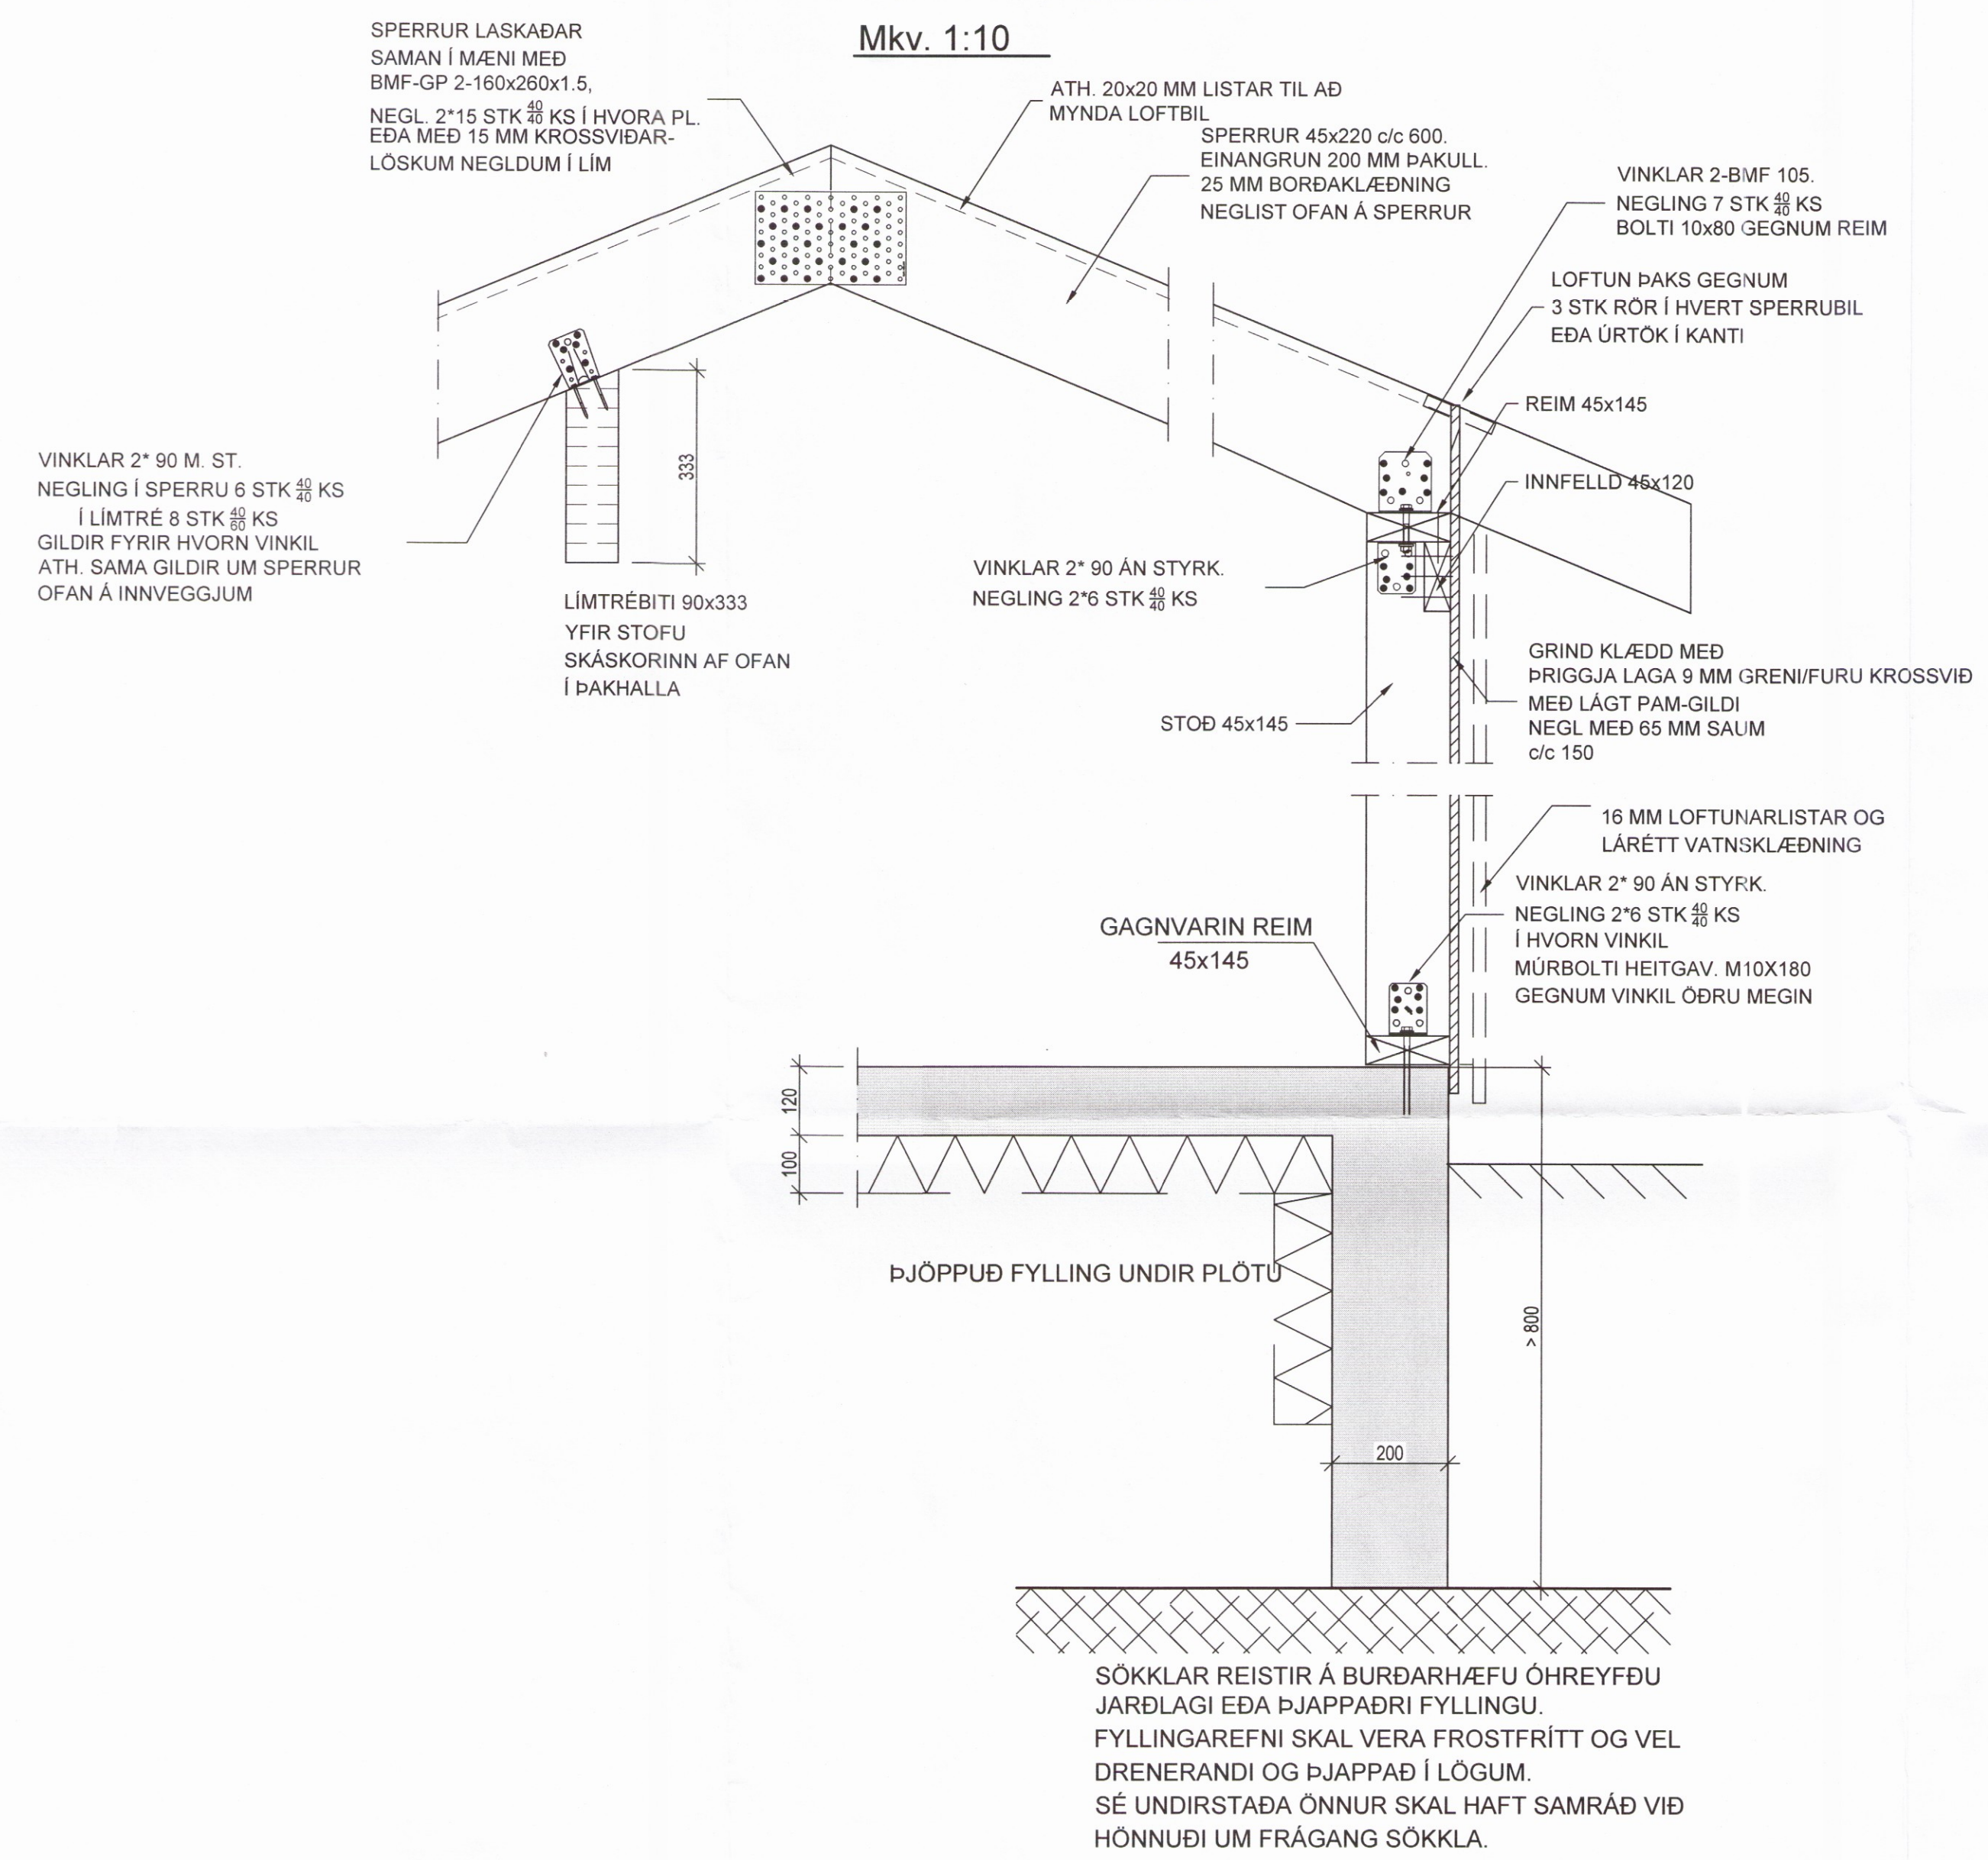 Mkv. 1:10
SPERRUR LASKAÐAR
SAMAN Í MÆNI MEÐ
BMF-GP 2-160x260x1.5,
NEGL. 2*15 STK 40/40 KS Í HVORA PL.
EÐA MEÐ 15 MM KROSSVIÐAR-
LÖSKUM NEGLDUM Í LÍM
ATH. 20x20 MM LISTAR TIL AÐ
MYNDA LOFTBIL
SPERRUR 45x220 c/c 600.
EINANGRUN 200 MM ÞAKULL.
25 MM BORÐAKLÆÐNING
NEGLIST OFAN Á SPERRUR
VINKLAR 2-BMF 105.
NEGLING 7 STK 40/40 KS
BOLTI 10x80 GEGNUM REIM
LOFTUN ÞAKS GEGNUM
3 STK RÖR Í HVERT SPERRUBIL
EÐA ÚRTÖK Í KANTI
REIM 45x145
INNFELLD 45x120
VINKLAR 2* 90 M. ST.
NEGLING Í SPERRU 6 STK 40/40 KS
Í LÍMTRÉ 8 STK 40/60 KS
GILDIR FYRIR HVORN VINKIL
ATH. SAMA GILDIR UM SPERRUR
OFAN Á INNVEGGJUM
333
LÍMTRÉBITI 90x333
YFIR STOFU
SKÁSKORINN AF OFAN
Í ÞAKHALLA
VINKLAR 2* 90 ÁN STYRK.
NEGLING 2*6 STK 40/40 KS
GRIND KLÆDD MEÐ
ÞRIGGJA LAGA 9 MM GRENI/FURU KROSSVIÐ
MEÐ LÁGT PAM-GILDI
NEGL MEÐ 65 MM SAUM
c/c 150
STOÐ 45x145
16 MM LOFTUNARLISTAR OG
LÁRÉTT VATNSKLÆÐNING
VINKLAR 2* 90 ÁN STYRK.
NEGLING 2*6 STK 40/40 KS
Í HVORN VINKIL
MÚRBOLTI HEITGAV. M10X180
GEGNUM VINKIL ÖÐRU MEGIN
GAGNVARIN REIM
45x145
120
100
ÞJÖPPUÐ FYLLING UNDIR PLÖTU
> 800
200
SÖKKLAR REISTIR Á BURÐARHÆFU ÓHREYFÐU
JARÐLAGI EÐA ÞJAPPAÐRI FYLLINGU.
FYLLINGAREFNI SKAL VERA FROSTFRÍTT OG VEL
DRENERANDI OG ÞJAPPAÐ Í LÖGUM.
SÉ UNDIRSTAÐA ÖNNUR SKAL HAFT SAMRÁÐ VIÐ
HÖNNUÐI UM FRÁGANG SÖKKLA.